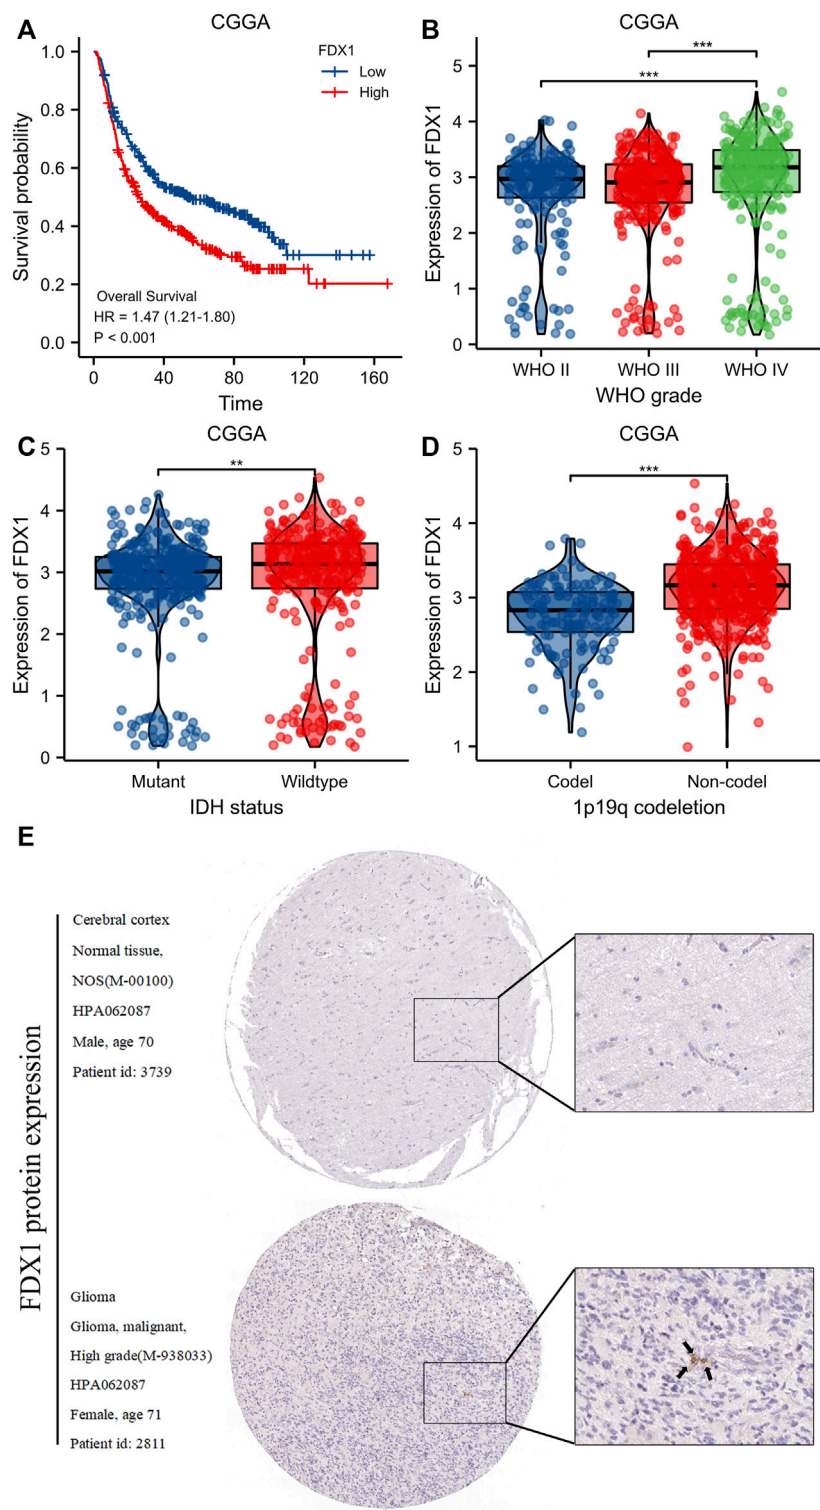 A
CGGA
Survival probability
1.0
0.8
0.6
0.4
0.2
0.0
FDX1
Low
High
Overall Survival
HR = 1.47 (1.21-1.80)
P < 0.001
0 40 80 120 160
Time
B
CGGA
Expression of FDX1
5
4
3
2
1
0
***
***
WHO II WHO III WHO IV
WHO grade
C
CGGA
Expression of FDX1
5
4
3
2
1
0
**
Mutant Wildtype
IDH status
D
CGGA
Expression of FDX1
5
4
3
2
1
***
Codel Non-codel
1p19q codeletion
E
FDX1 protein expression
Cerebral cortex
Normal tissue,
NOS(M-00100)
HPA062087
Male, age 70
Patient id: 3739
Glioma
Glioma, malignant,
High grade(M-938033)
HPA062087
Female, age 71
Patient id: 2811